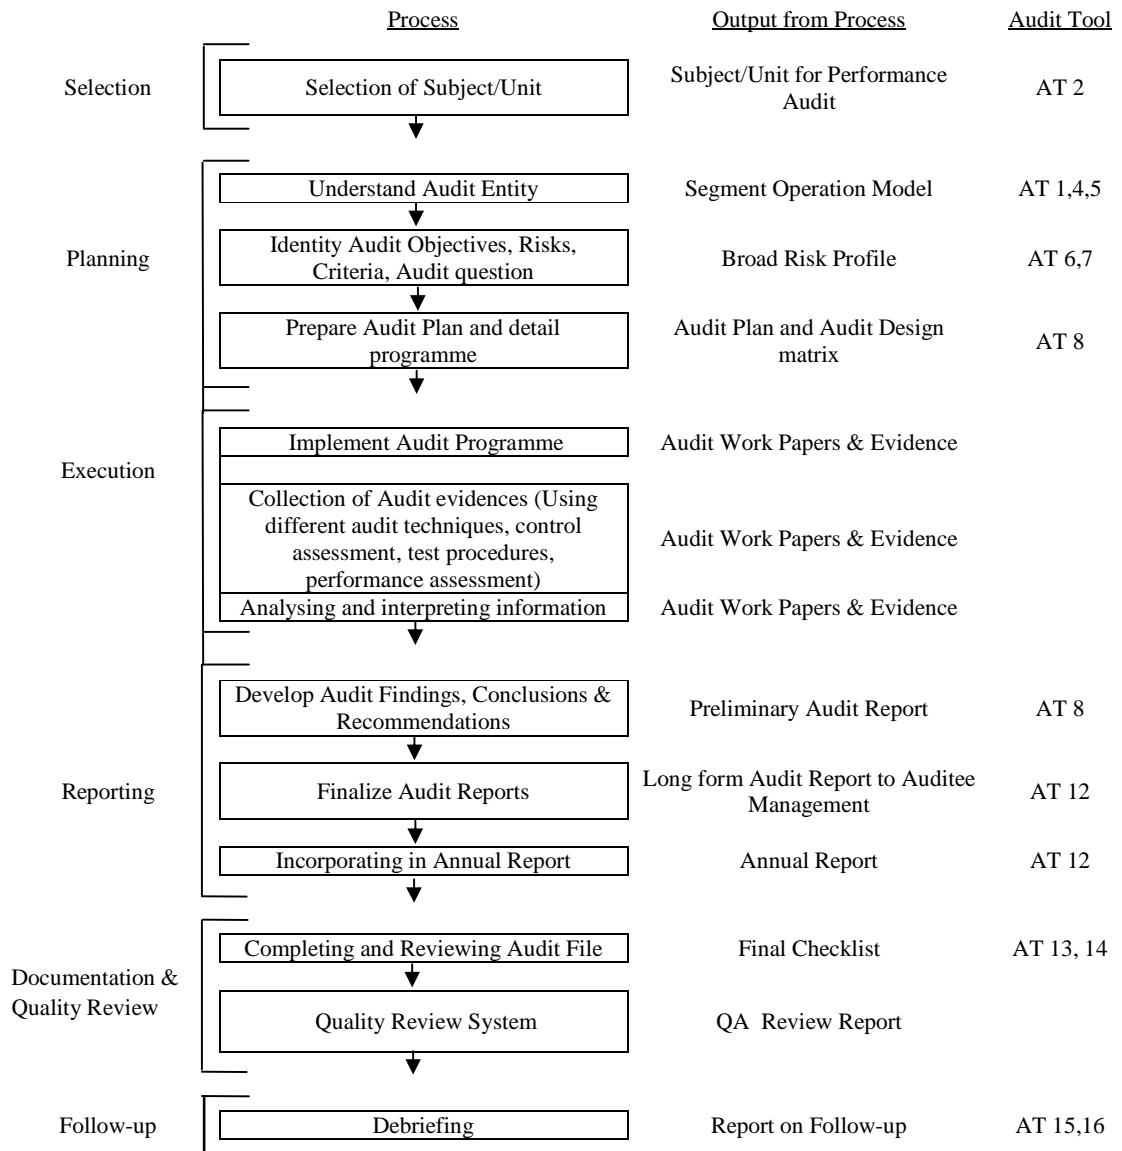 Process Output from Process Audit Tool
Selection
Selection of Subject/Unit
Subject/Unit for Performance
Audit
AT 2
Understand Audit Entity
Segment Operation Model
AT 1,4,5
Planning
Identity Audit Objectives, Risks,
Criteria, Audit question
Broad Risk Profile
AT 6,7
Prepare Audit Plan and detail
programme
Audit Plan and Audit Design
matrix
AT 8
Execution
Implement Audit Programme
Audit Work Papers & Evidence
Collection of Audit evidences (Using
different audit techniques, control
assessment, test procedures,
performance assessment)
Audit Work Papers & Evidence
Analysing and interpreting information
Audit Work Papers & Evidence
Develop Audit Findings, Conclusions &
Recommendations
Preliminary Audit Report
AT 8
Reporting
Finalize Audit Reports
Long form Audit Report to Auditee
Management
AT 12
Incorporating in Annual Report
Annual Report
AT 12
Documentation &
Quality Review
Completing and Reviewing Audit File
Final Checklist
AT 13, 14
Quality Review System
QA Review Report
Follow-up
Debriefing
Report on Follow-up
AT 15,16